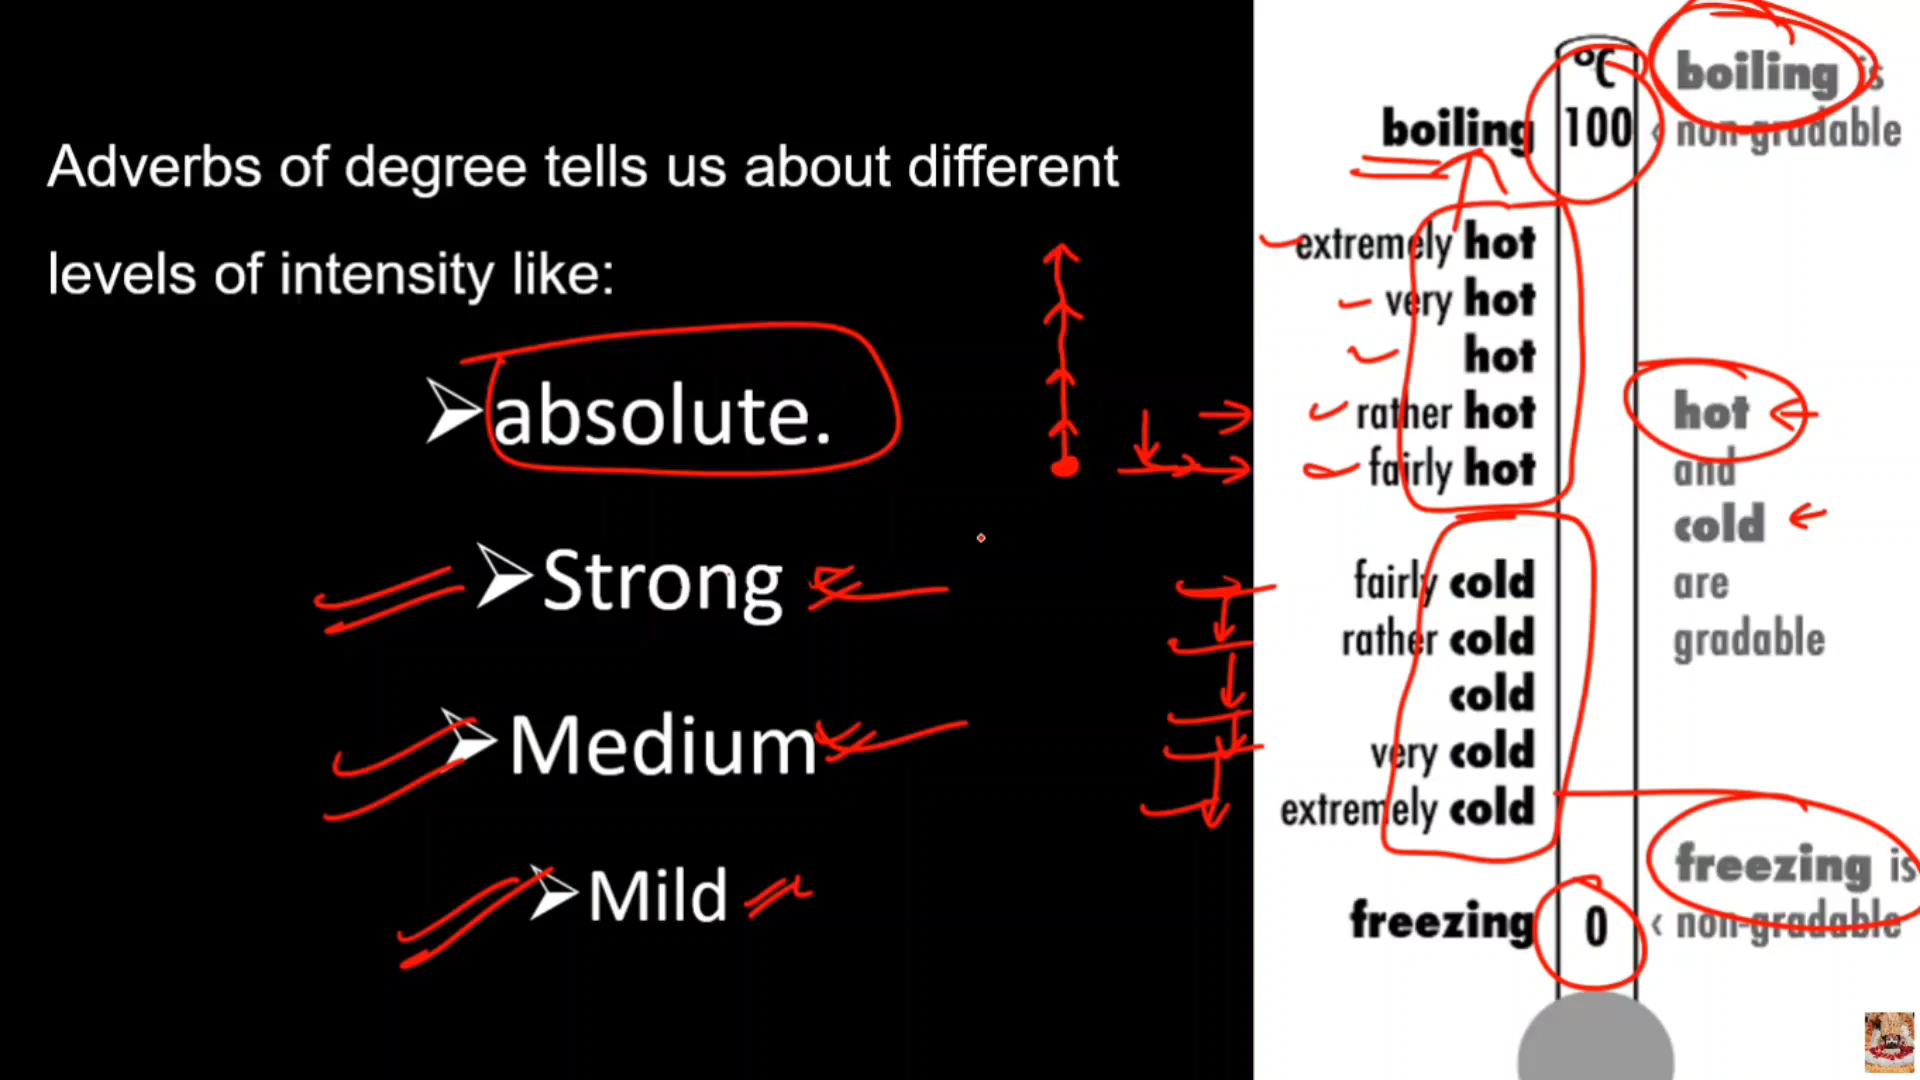 Adverbs of degree tells us about different
levels of intensity like:
absolute.
Strong
Medium
Mild
°C
boiling 100
extremely hot
very hot
hot
rather hot
fairly hot
fairly cold
rather cold
cold
very cold
extremely cold
freezing 0
boiling is
< non-gradable
hot
and
cold
are
gradable
freezing is
< non-gradable